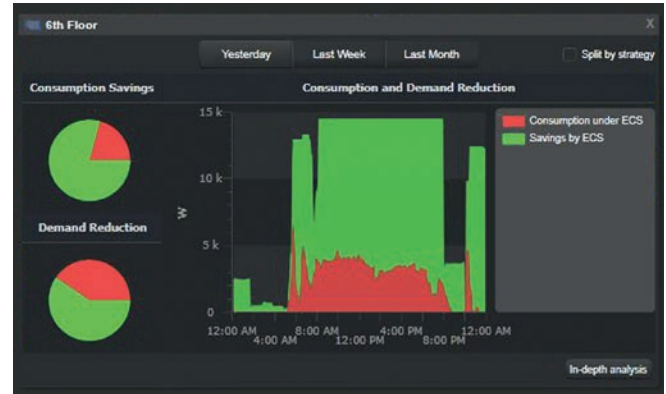 6th Floor
X
Yesterday
Last Week
Last Month
Split by strategy
Consumption Savings
Consumption and Demand Reduction
15 k
10 k
5 k
0
W
Consumption under ECS
Savings by ECS
Demand Reduction
12:00 AM
4:00 AM
8:00 AM
12:00 PM
4:00 PM
8:00 PM
12:00 AM
In-depth analysis